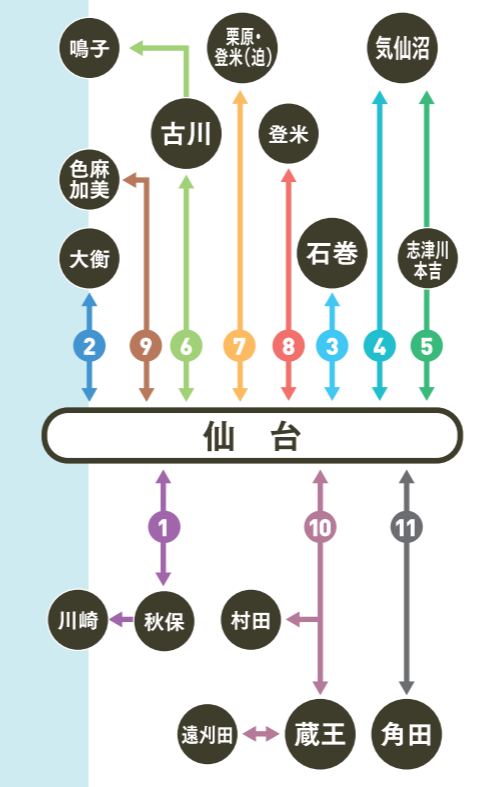 鳴子
栗原・
登米(迫)
気仙沼
古川
登米
色麻
加美
大衡
石巻
志津川
本吉
2
9
6
7
8
3
4
5
仙台
1
10
11
川崎
秋保
村田
遠刈田
蔵王
角田